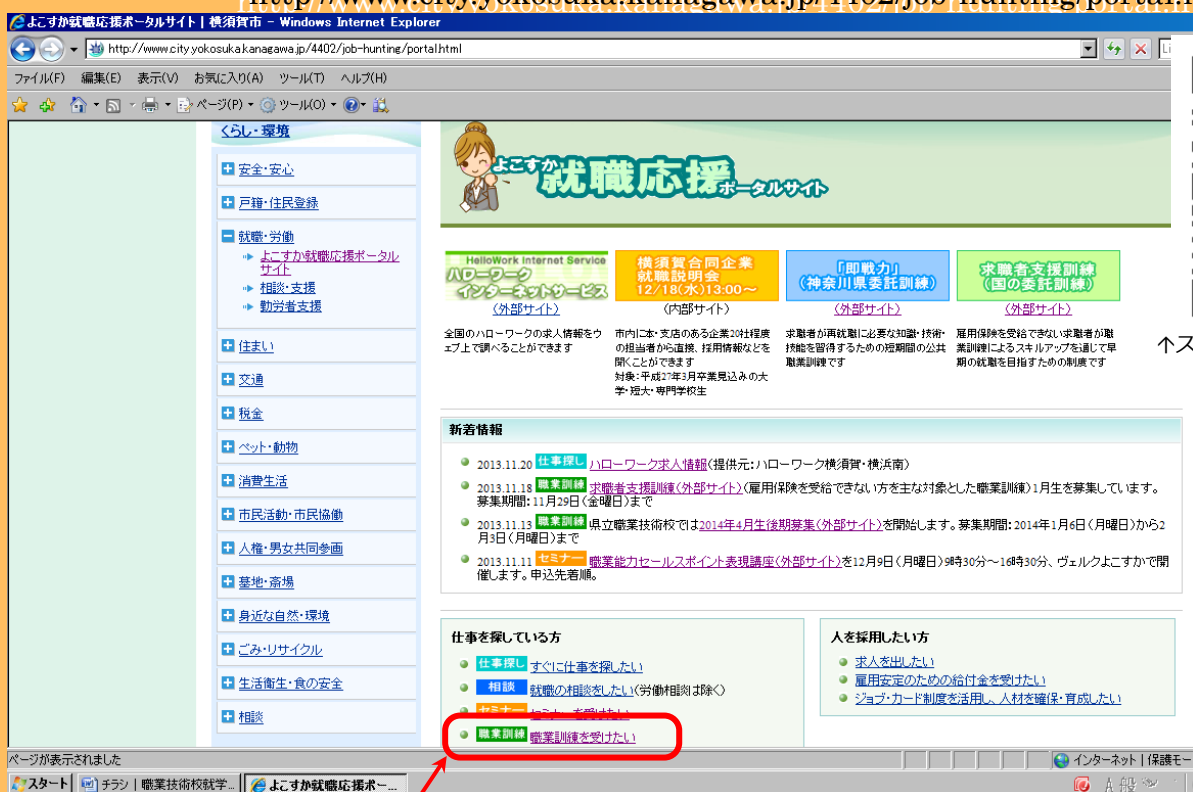 http://www.city.yokosuka.kanagawa.jp/4402/job-hunting/portal.h
よこすか就職応援ポータルサイト | 横須賀市 - Windows Internet Explorer
http://www.city.yokosuka.kanagawa.jp/4402/job-hunting/portal.html
ファイル(F) 編集(E) 表示(V) お気に入り(A) ツール(T) ヘルプ(H)
ページ(P) ツール(O)
くらし・環境
安全・安心
戸籍・住民登録
就職・労働
よこすか就職応援ポータル
サイト
相談・支援
勤労者支援
住まい
交通
税金
ペット・動物
消費生活
市民活動・市民協働
人権・男女共同参画
墓地・斎場
身近な自然・環境
ごみ・リサイクル
生活衛生・食の安全
相談
よこすか就職応援ポータルサイト
HelloWork Internet Service
ハローワーク
インターネットサービス
(外部サイト)
全国のハローワークの求人情報をウ
ェブ上で調べることができます
横須賀合同企業
就職説明会
12/18(水)13:00～
(内部サイト)
市内に本・支店のある企業20社程度
の担当者から直接、採用情報などを
聞くことができます
対象：平成27年3月卒業見込みの大
学・短大・専門学校生
「即戦力」
(神奈川県委託訓練)
(外部サイト)
求職者が再就職に必要な知識・技術・
技能を習得するための短期間の公共
職業訓練です
求職者支援訓練
(国の委託訓練)
(外部サイト)
雇用保険を受給できない求職者が職
業訓練によるスキルアップを通じて早
期の就職を目指すための制度です
↑ス
新着情報
2013.11.20 仕事探し ハローワーク求人情報(提供元：ハローワーク横須賀・横浜南)
2013.11.18 職業訓練 求職者支援訓練(外部サイト)(雇用保険を受給できない方を主な対象とした職業訓練)1月生を募集しています。
募集期間：11月29日(金曜日)まで
2013.11.13 職業訓練 県立職業技術校では2014年4月生後期募集(外部サイト)を開始します。募集期間：2014年1月6日(月曜日)から2
月3日(月曜日)まで
2013.11.11 セミナー 職業能力セールスポイント表現講座(外部サイト)を12月9日(月曜日)9時30分～16時30分、ヴェルクよこすかで開
催します。申込先着順。
仕事を探している方
仕事探し すぐに仕事を探したい
相談 就職の相談をしたい(労働相談は除く)
セミナー セミナーを受けたい
職業訓練 職業訓練を受けたい
人を採用したい方
求人を出したい
雇用安定のための給付金を受けたい
ジョブ・カード制度を活用し、人材を確保・育成したい
ページが表示されました
インターネット | 保護モー
スタート
チラシ | 職業技術校就学...
よこすか就職応援ポー...
A 般